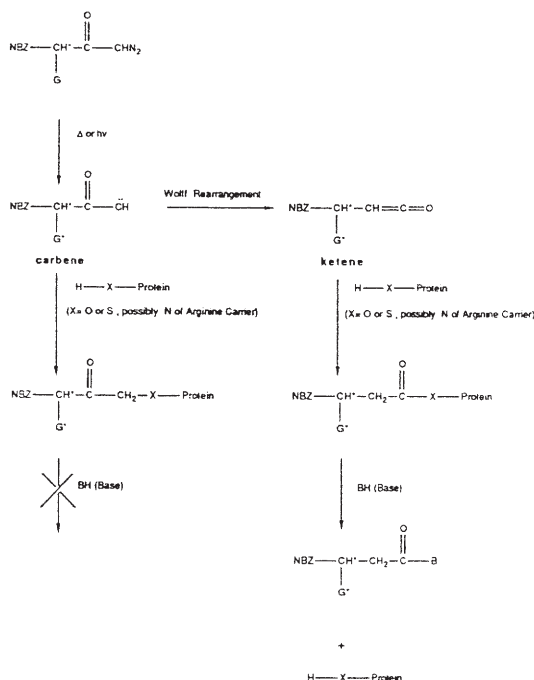 O
NBZ—CH*—C—CHN2
G
Δ or hv
O
NBZ—CH*—C—CH
Wolff Rearrangement
NBZ—CH*—CH=C=O
G*
G*
carbene
ketene
H—X—Protein
(X= O or S , possibly N of Arginine Carrier)
H—X—Protein
(X= O or S , possibly N of Arginine Carrier)
O
NBZ—CH*—C—CH2—X—Protein
G*
O
NBZ—CH*—CH2—C—X—Protein
G*
BH (Base)
BH (Base)
O
NBZ—CH*—CH2—C—B
G*
+
H—X—Protein